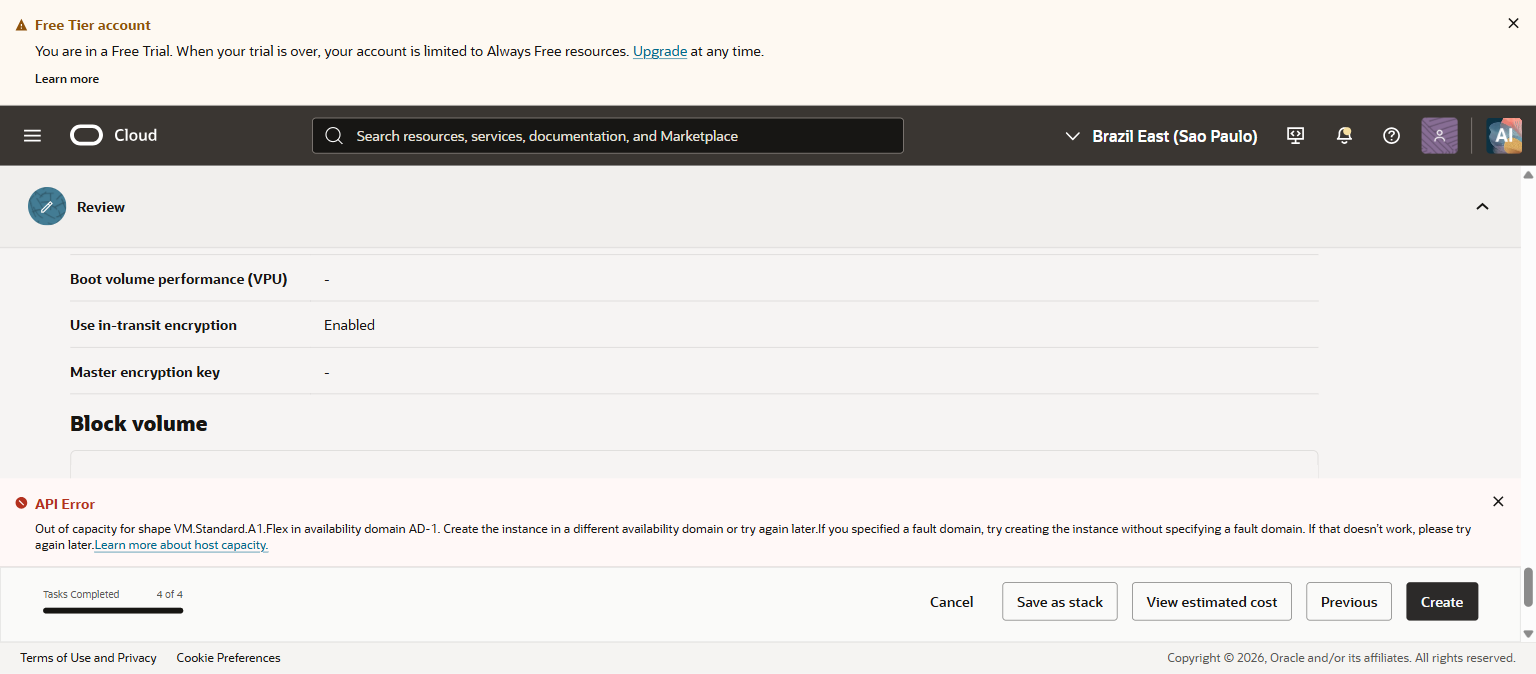 Free Tier account
You are in a Free Trial. When your trial is over, your account is limited to Always Free resources. Upgrade at any time.
Learn more
Cloud
Search resources, services, documentation, and Marketplace
Brazil East (Sao Paulo)
AI
Review
Boot volume performance (VPU) -
Use in-transit encryption Enabled
Master encryption key -
Block volume
API Error
Out of capacity for shape VM.Standard.A1.Flex in availability domain AD-1. Create the instance in a different availability domain or try again later.If you specified a fault domain, try creating the instance without specifying a fault domain. If that doesn't work, please try
again later.Learn more about host capacity.
Tasks Completed 4 of 4
Cancel Save as stack View estimated cost Previous Create
Terms of Use and Privacy Cookie Preferences Copyright © 2026, Oracle and/or its affiliates. All rights reserved.